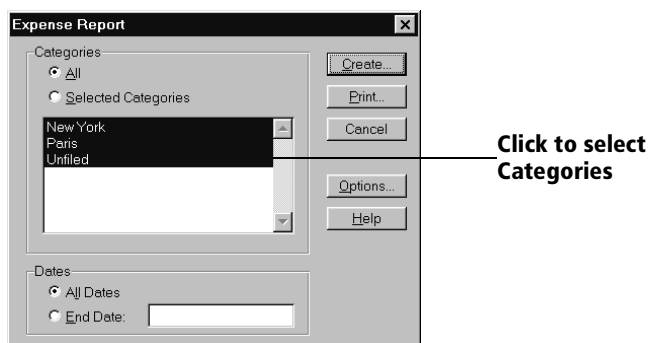 Expense Report
Categories
All
Selected Categories
New York
Paris
Unfiled
Create...
Print...
Cancel
Options...
Help
Click to select
Categories
Dates
All Dates
End Date: